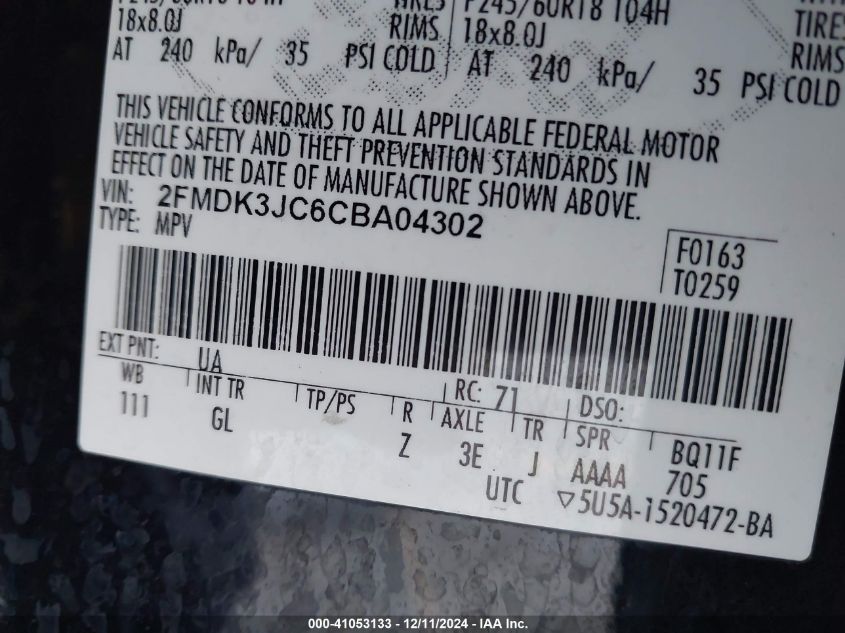 TIRES P245/60R18 104H
18x8.0J RIMS 18x8.0J TIRES
AT 240 kPa/ 35 PSI COLD AT 240 kPa/ 35 PSI COLD RIMS
THIS VEHICLE CONFORMS TO ALL APPLICABLE FEDERAL MOTOR
VEHICLE SAFETY AND THEFT PREVENTION STANDARDS IN
EFFECT ON THE DATE OF MANUFACTURE SHOWN ABOVE.
VIN: 2FMDK3JC6CBA04302
TYPE: MPV
F0163
T0259
EXT PNT: UA RC: 71 DSO:
WB INT TR TP/PS R AXLE TR SPR BQ11F
111 GL Z 3E J AAAA 705
UTC ▽5U5A-1520472-BA
000-41053133 - 12/11/2024 - IAA Inc.